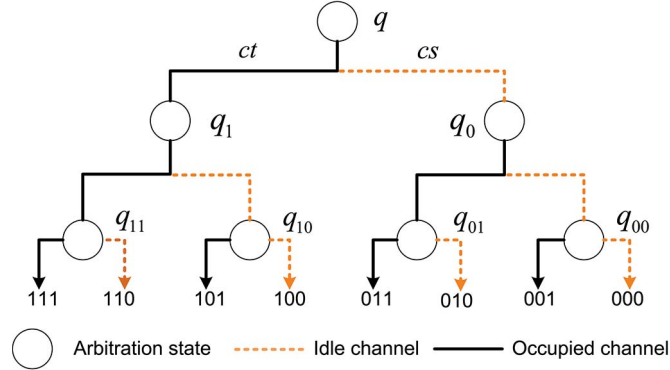 q
ct cs
q1 q0
q11 q10 q01 q00
111 110 101 100 011 010 001 000
Arbitration state Idle channel Occupied channel